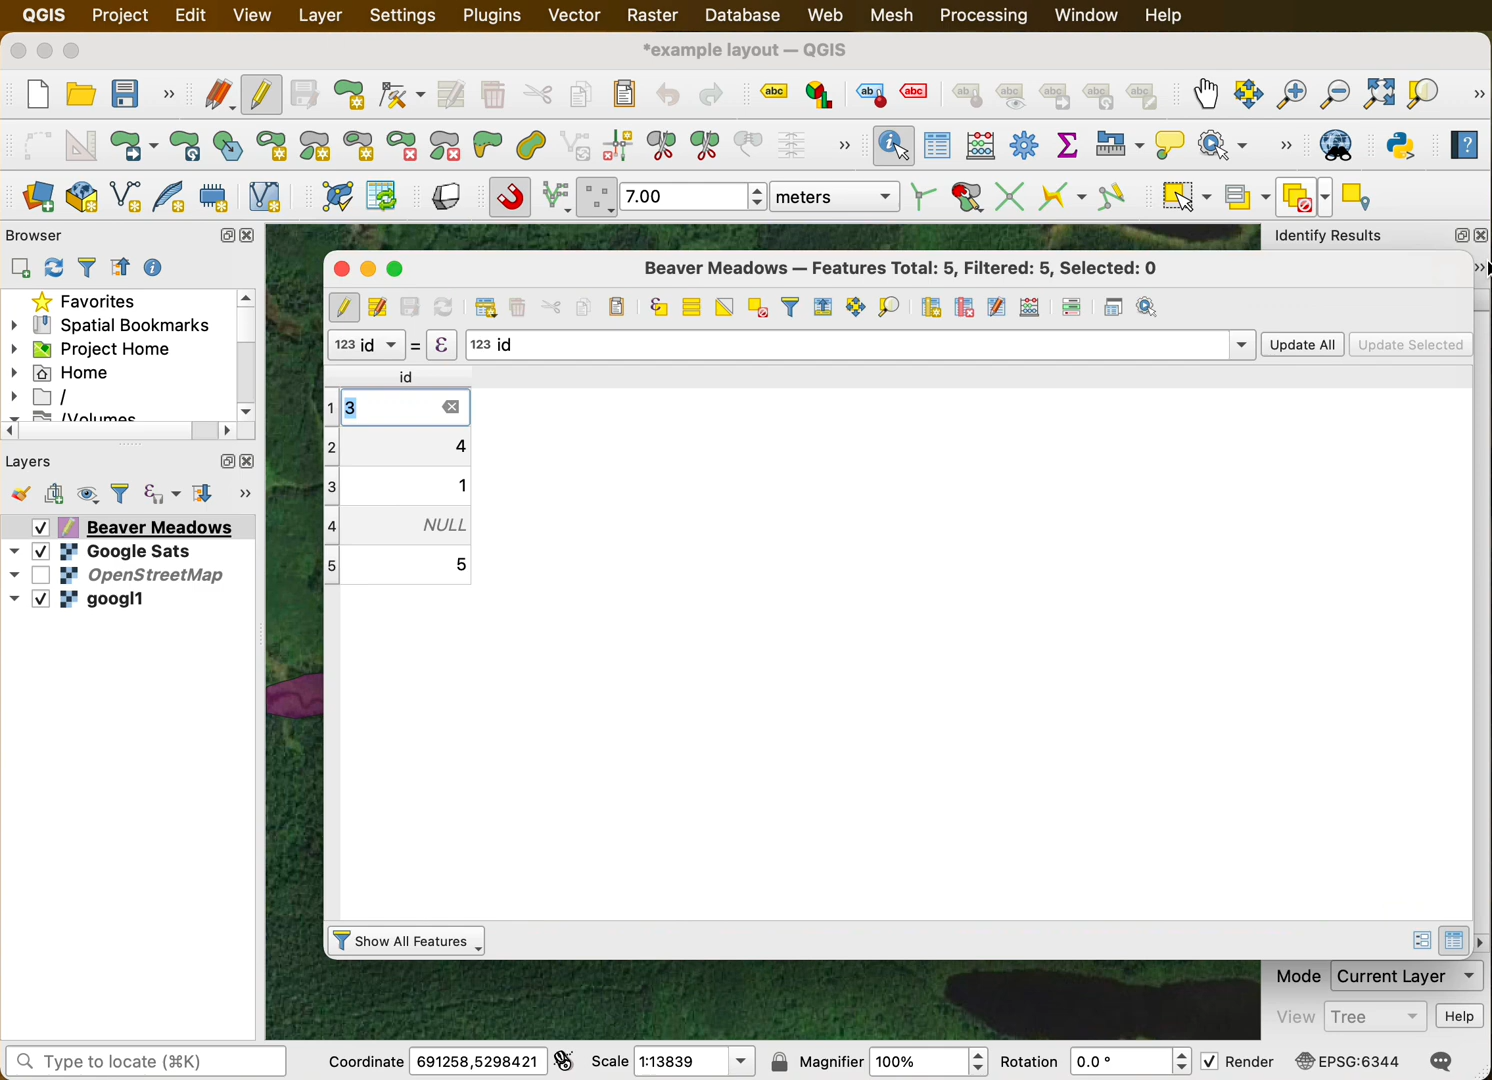 QGIS Project Edit View Layer Settings Plugins Vector Raster Database Web Mesh Processing Window Help
*example layout — QGIS
abc abc abc
7.00 meters
Browser
Identify Results
Favorites
Spatial Bookmarks
Project Home
Home
/
/Volumes
Layers
Beaver Meadows
Google Sats
OpenStreetMap
googl1
Beaver Meadows — Features Total: 5, Filtered: 5, Selected: 0
123 id = ε 123 id Update All Update Selected
id
1 3
2 4
3 1
4 NULL
5 5
Show All Features
Mode Current Layer
View Tree Help
Type to locate (⌘K) Coordinate 691258,5298421 Scale 1:13839 Magnifier 100% Rotation 0.0 ° Render EPSG:6344